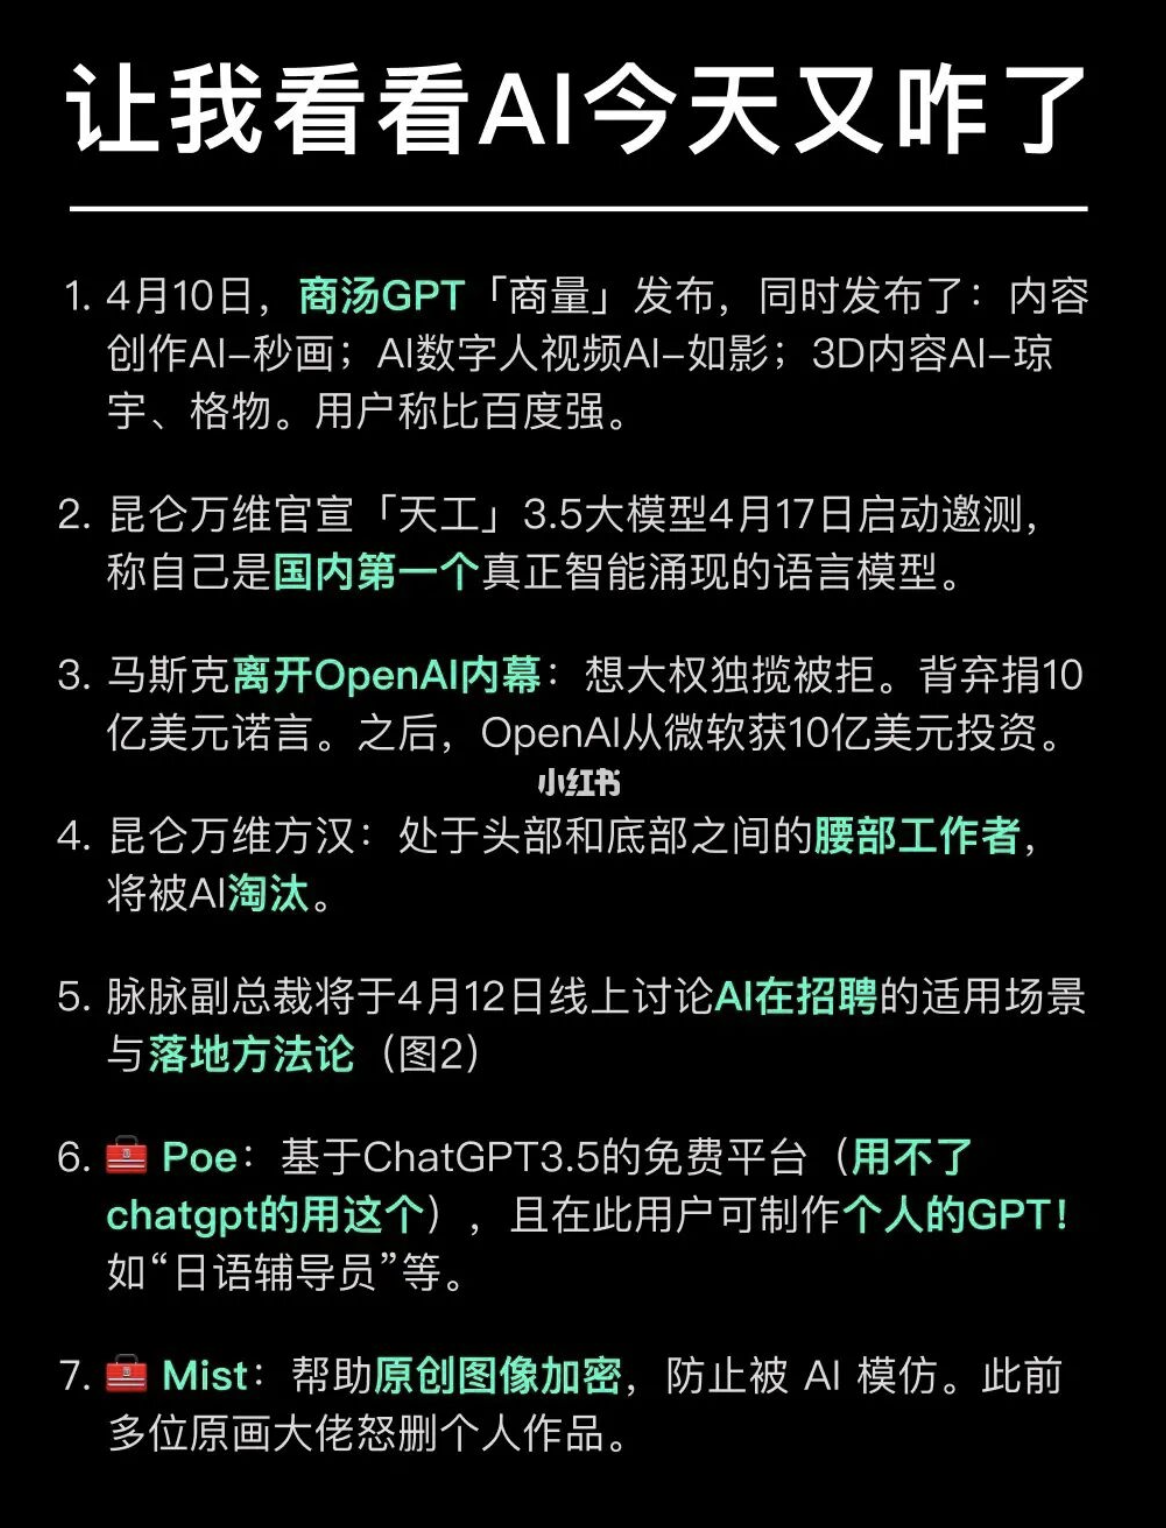 让我看看AI今天又咋了
1. 4月10日，商汤GPT「商量」发布，同时发布了：内容
创作AI-秒画；AI数字人视频AI-如影；3D内容AI-琼
宇、格物。用户称比百度强。
2. 昆仑万维官宣「天工」3.5大模型4月17日启动邀测，
称自己是国内第一个真正智能涌现的语言模型。
3. 马斯克离开OpenAI内幕：想大权独揽被拒。背弃捐10
亿美元诺言。之后，OpenAI从微软获10亿美元投资。
小红书
4. 昆仑万维方汉：处于头部和底部之间的腰部工作者，
将被AI淘汰。
5. 脉脉副总裁将于4月12日线上讨论AI在招聘的适用场景
与落地方法论（图2）
6. 🧰 Poe：基于ChatGPT3.5的免费平台（用不了
chatgpt的用这个），且在此用户可制作个人的GPT！
如“日语辅导员”等。
7. 🧰 Mist：帮助原创图像加密，防止被 AI 模仿。此前
多位原画大佬怒删个人作品。